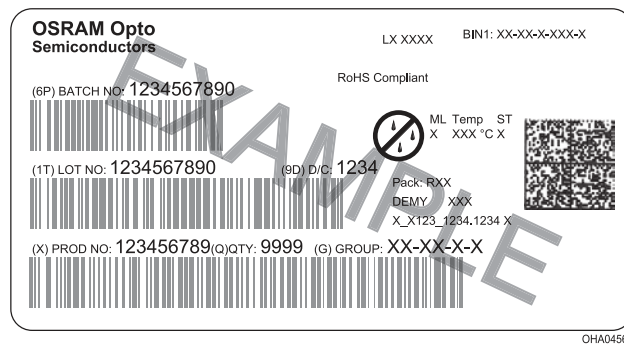 OSRAM Opto
Semiconductors
LX XXXX
BIN1: XX-XX-X-XXX-X
RoHS Compliant
(6P) BATCH NO: 1234567890
ML Temp ST
X XXX °C X
(1T) LOT NO: 1234567890
(9D) D/C: 1234
Pack: RXX
DEMY XXX
X_X123_1234.1234 X
(X) PROD NO: 123456789(Q)QTY: 9999 (G) GROUP: XX-XX-X-X
EXAMPLE